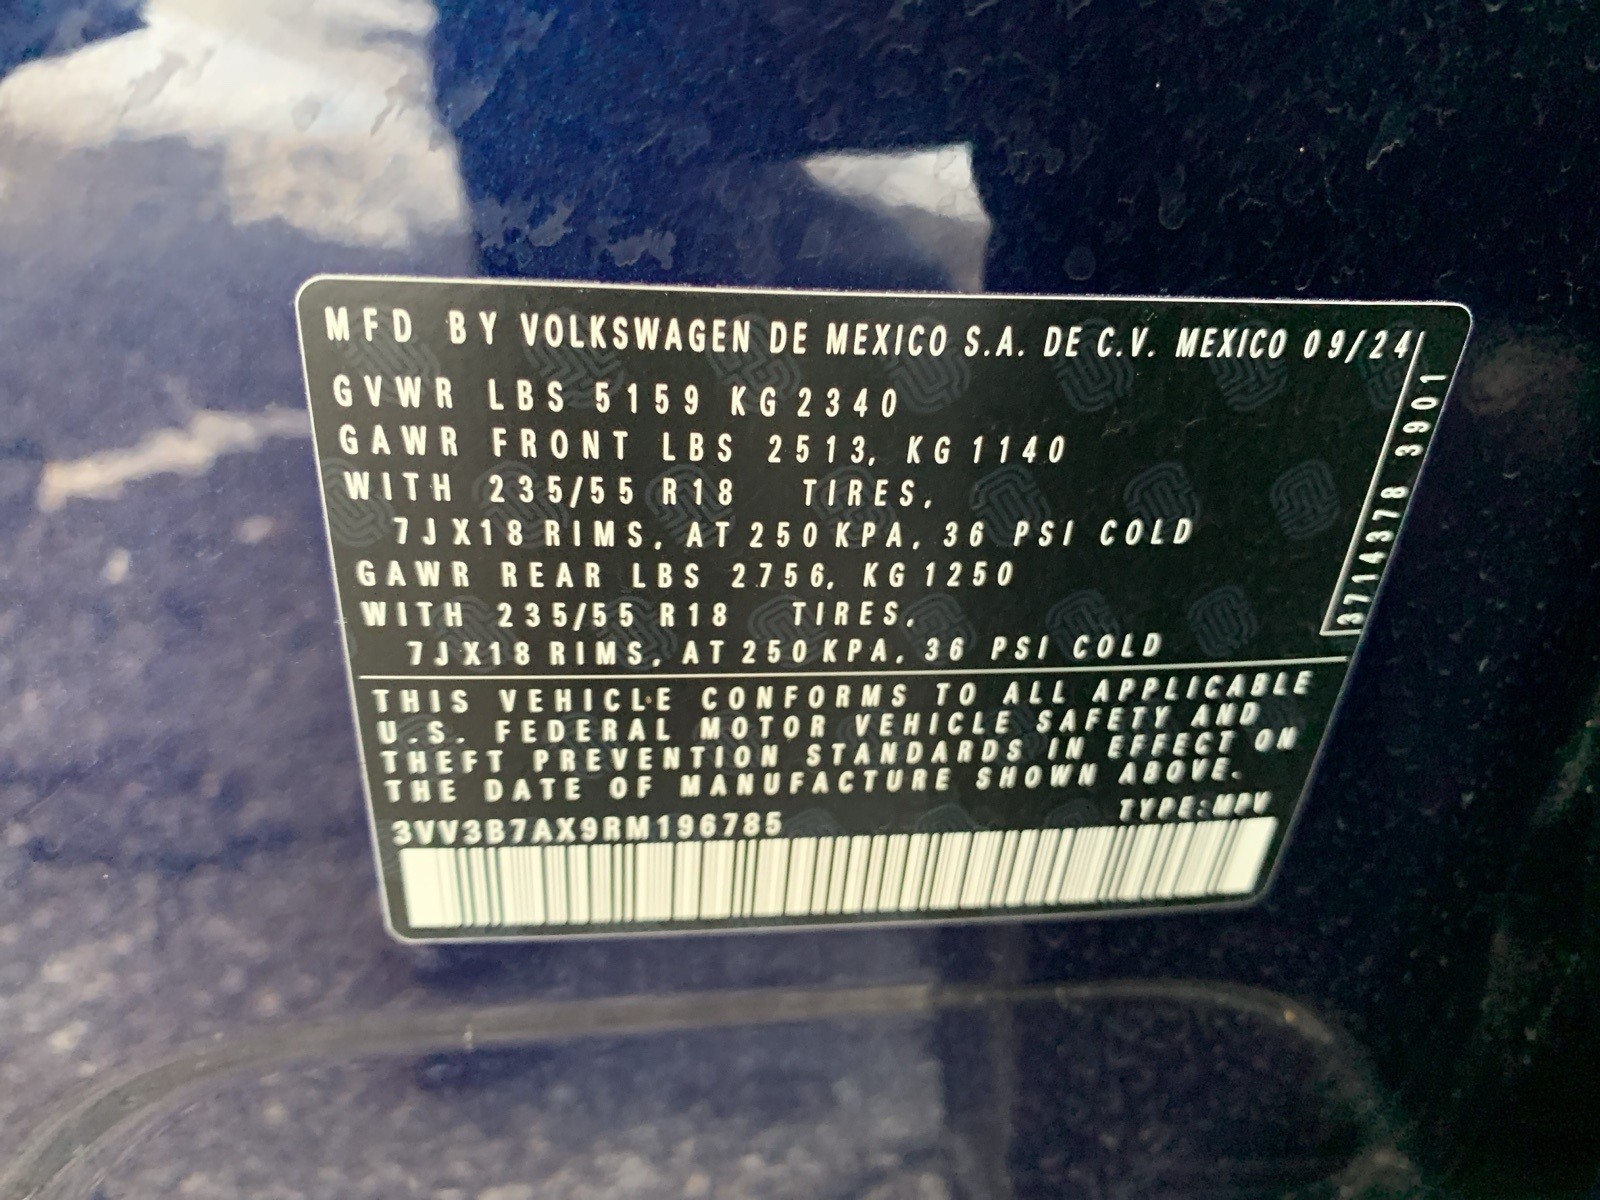 MFD BY VOLKSWAGEN DE MEXICO S.A. DE C.V. MEXICO 09/24
GVWR LBS 5159 KG 2340
GAWR FRONT LBS 2513, KG 1140
WITH 235/55 R18 TIRES,
7JX18 RIMS, AT 250 KPA, 36 PSI COLD
GAWR REAR LBS 2756, KG 1250
WITH 235/55 R18 TIRES,
7JX18 RIMS, AT 250 KPA, 36 PSI COLD
3714378 3901
THIS VEHICLE CONFORMS TO ALL APPLICABLE
U.S. FEDERAL MOTOR VEHICLE SAFETY AND
THEFT PREVENTION STANDARDS IN EFFECT ON
THE DATE OF MANUFACTURE SHOWN ABOVE.
TYPE:MPV
3VV3B7AX9RM196785